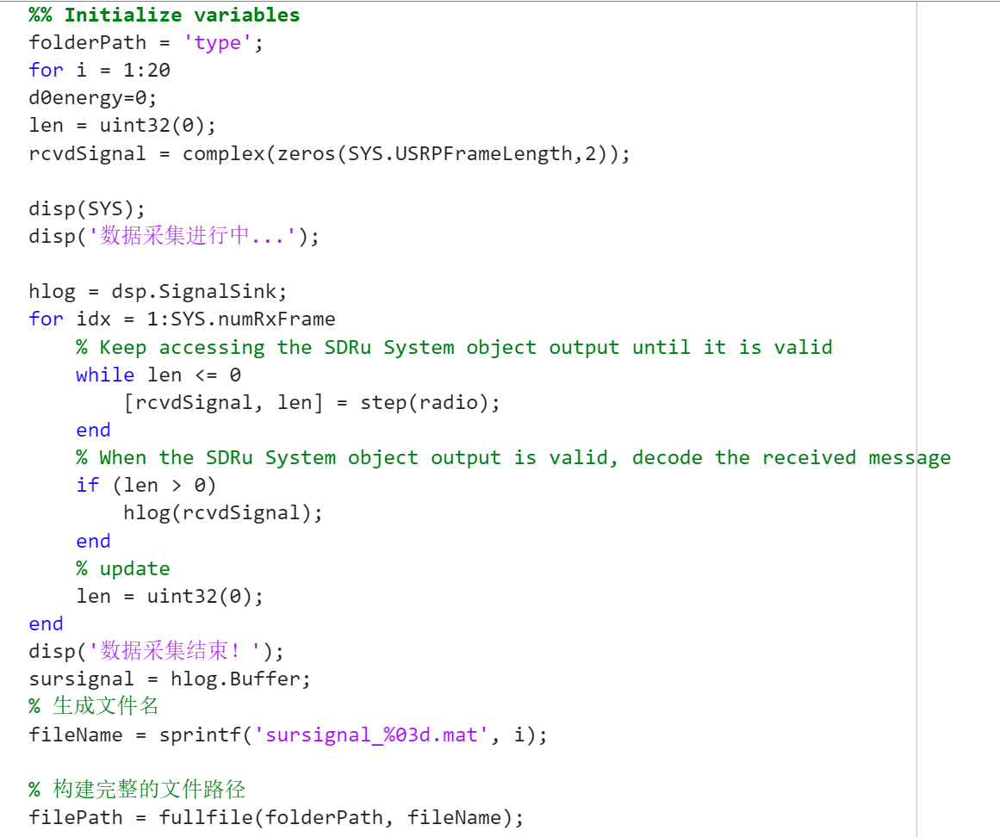 %% Initialize variables
folderPath = 'type';
for i = 1:20
d0energy=0;
len = uint32(0);
rcvdSignal = complex(zeros(SYS.USRPFrameLength,2));
disp(SYS);
disp('数据采集进行中...');
hlog = dsp.SignalSink;
for idx = 1:SYS.numRxFrame
    % Keep accessing the SDRu System object output until it is valid
    while len <= 0
        [rcvdSignal, len] = step(radio);
    end
    % When the SDRu System object output is valid, decode the received message
    if (len > 0)
        hlog(rcvdSignal);
    end
    % update
    len = uint32(0);
end
disp('数据采集结束！');
sursignal = hlog.Buffer;
% 生成文件名
fileName = sprintf('sursignal_%03d.mat', i);
% 构建完整的文件路径
filePath = fullfile(folderPath, fileName);